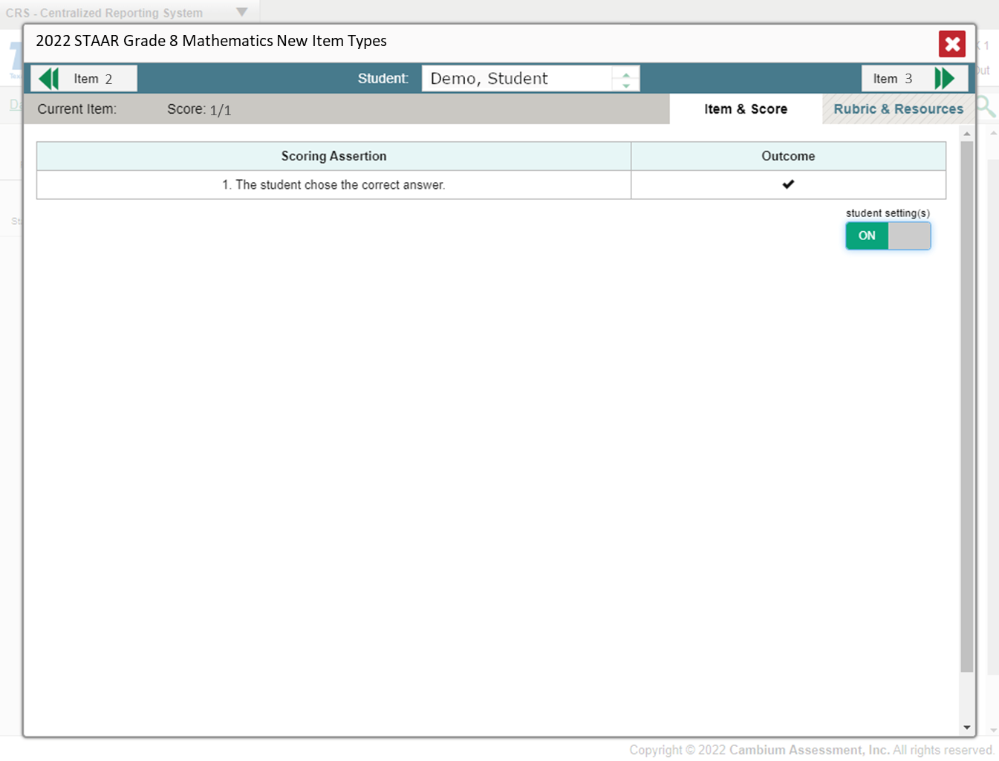 CRS - Centralized Reporting System
2022 STAAR Grade 8 Mathematics New Item Types
Item 2
Student:
Demo, Student
Item 3
Current Item:
Score: 1/1
Item & Score
Rubric & Resources
Scoring Assertion
Outcome
1. The student chose the correct answer.
student setting(s)
ON
Copyright © 2022 Cambium Assessment, Inc. All rights reserved.